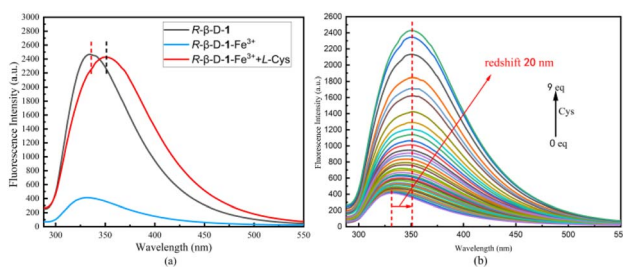 3000
2800
2600
2400
2200
2000
1800
1600
1400
1200
1000
800
600
400
200
0
Fluorescence Intensity (a.u.)
R-β-D-1
R-β-D-1-Fe³⁺
R-β-D-1-Fe³⁺+L-Cys
300 350 400 450 500 550
Wavelength (nm)
(a)
2600
2400
2200
2000
1800
1600
1400
1200
1000
800
600
400
200
0
Fluorescence Intensity (a.u.)
redshift 20 nm
9 eq
Cys
0 eq
300 350 400 450 500 55
Wavelength (nm)
(b)